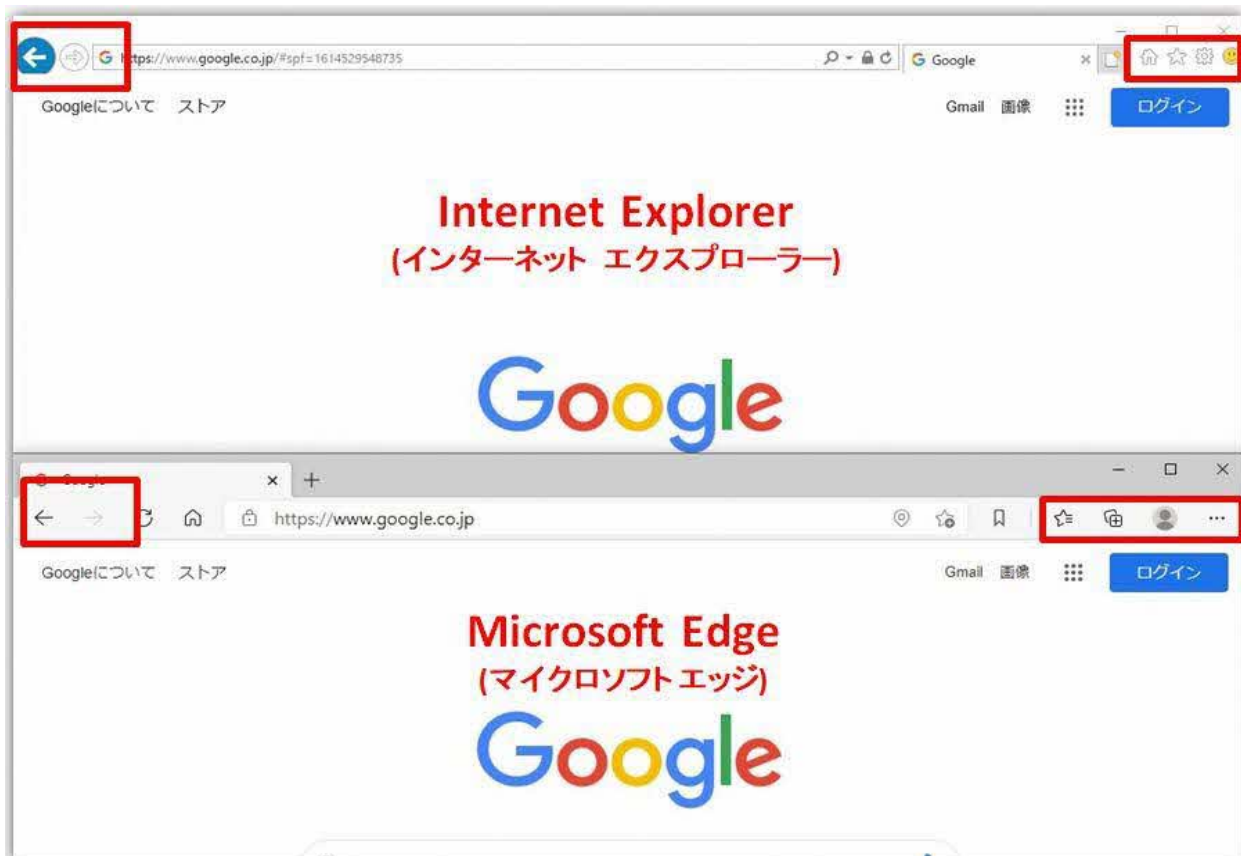 https://www.google.co.jp/#spf=1614529548735
Google
Googleについて ストア
Gmail 画像
ログイン
Internet Explorer
(インターネット エクスプローラー)
Google
Google
https://www.google.co.jp
Googleについて ストア
Gmail 画像
ログイン
Microsoft Edge
(マイクロソフト エッジ)
Google